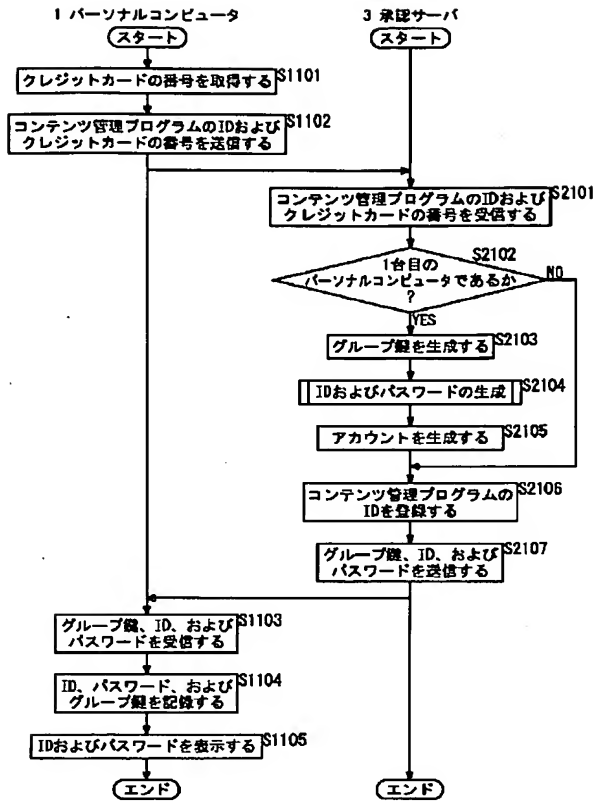 1 パーソナルコンピュータ
スタート
クレジットカードの番号を取得する
S1101
コンテンツ管理プログラムのIDおよび
クレジットカードの番号を送信する
S1102
3 承認サーバ
スタート
コンテンツ管理プログラムのIDおよび
クレジットカードの番号を受信する
S2101
1台目の
パーソナルコンピュータであるか
?
S2102
NO
YES
グループ鍵を生成する
S2103
IDおよびパスワードの生成
S2104
アカウントを生成する
S2105
コンテンツ管理プログラムの
IDを登録する
S2106
グループ鍵、ID、および
パスワードを送信する
S2107
グループ鍵、ID、および
パスワードを受信する
S1103
ID、パスワード、および
グループ鍵を記録する
S1104
IDおよびパスワードを表示する
S1105
エンド
エンド